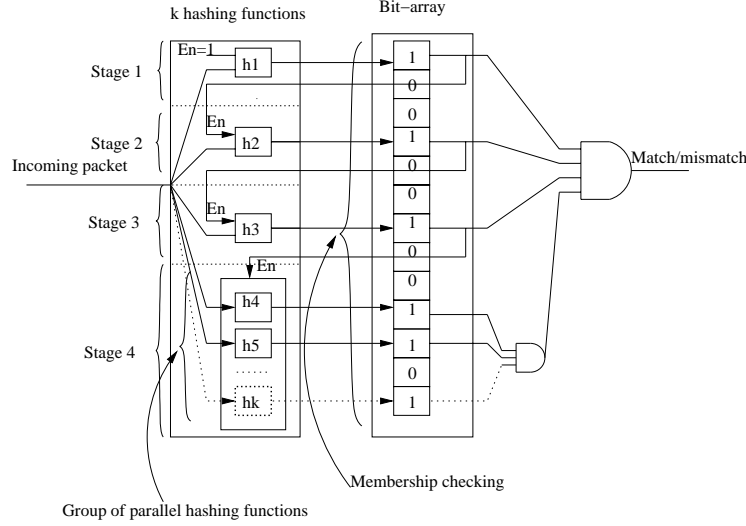 k hashing functions
Bit-array
En=1
h1
Stage 1
1
0
0
En
Stage 2
h2
1
Incoming packet
0
Match/mismatch
0
En
Stage 3
h3
1
0
En
0
h4
1
Stage 4
h5
1
......
0
hk
1
Membership checking
Group of parallel hashing functions